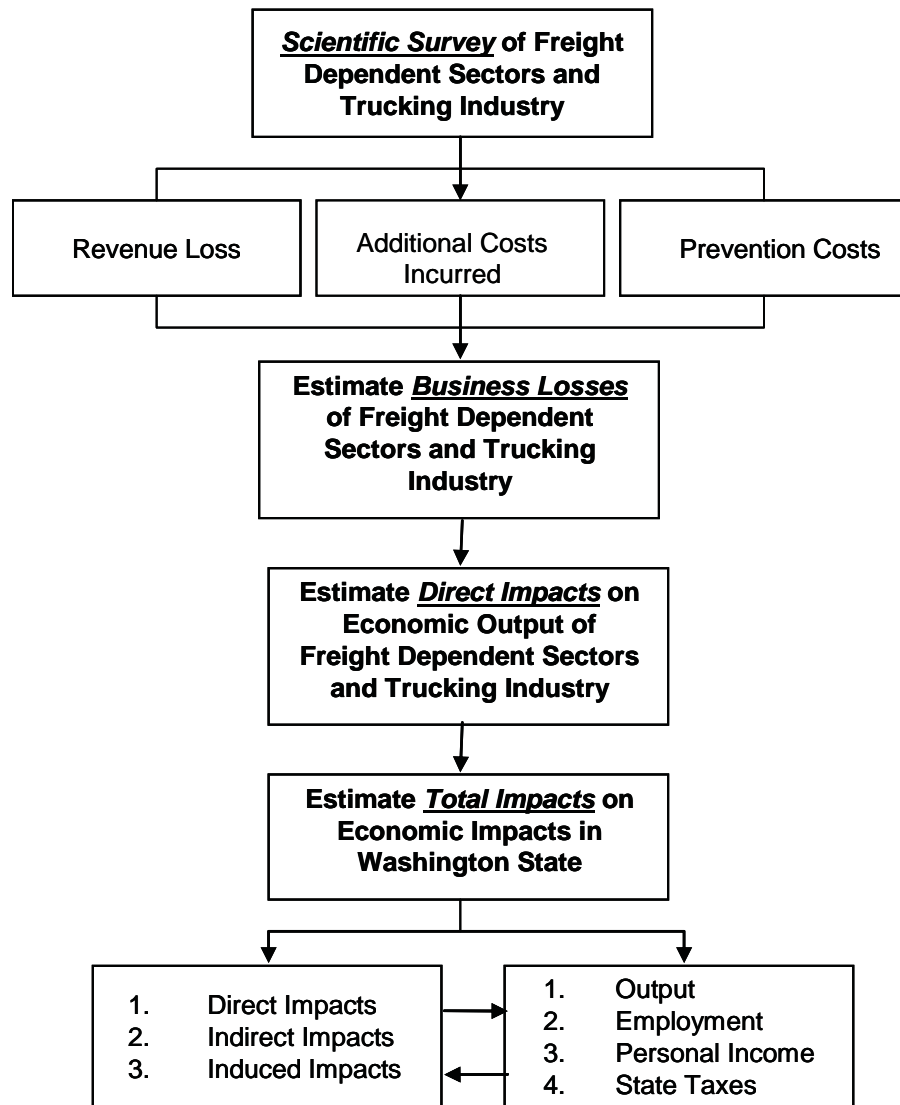 Scientific Survey of Freight
Dependent Sectors and
Trucking Industry
Revenue Loss
Additional Costs
Incurred
Prevention Costs
Estimate Business Losses
of Freight Dependent
Sectors and Trucking
Industry
Estimate Direct Impacts on
Economic Output of
Freight Dependent Sectors
and Trucking Industry
Estimate Total Impacts on
Economic Impacts in
Washington State
1. Direct Impacts
2. Indirect Impacts
3. Induced Impacts
1. Output
2. Employment
3. Personal Income
4. State Taxes